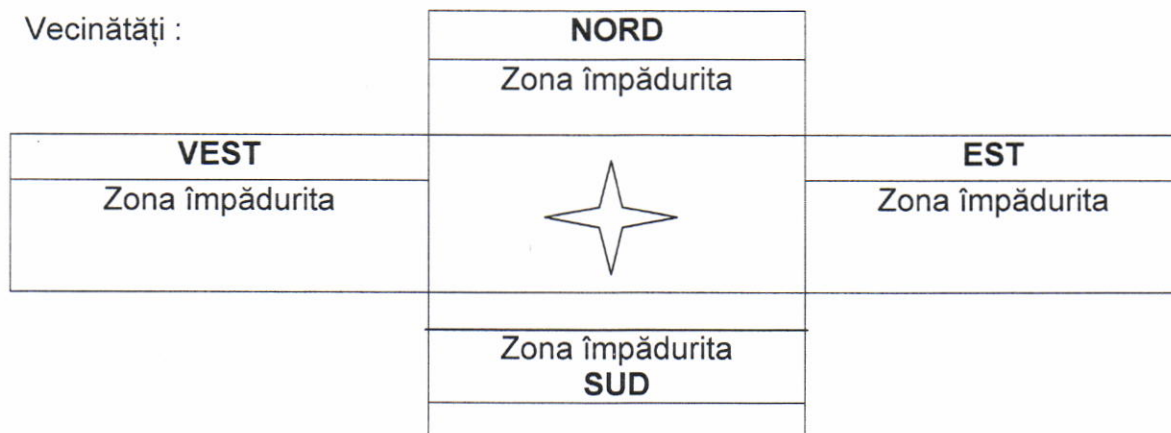 Vecinătăți :
NORD
Zona împădurita
VEST
Zona împădurita
EST
Zona împădurita
Zona împădurita
SUD